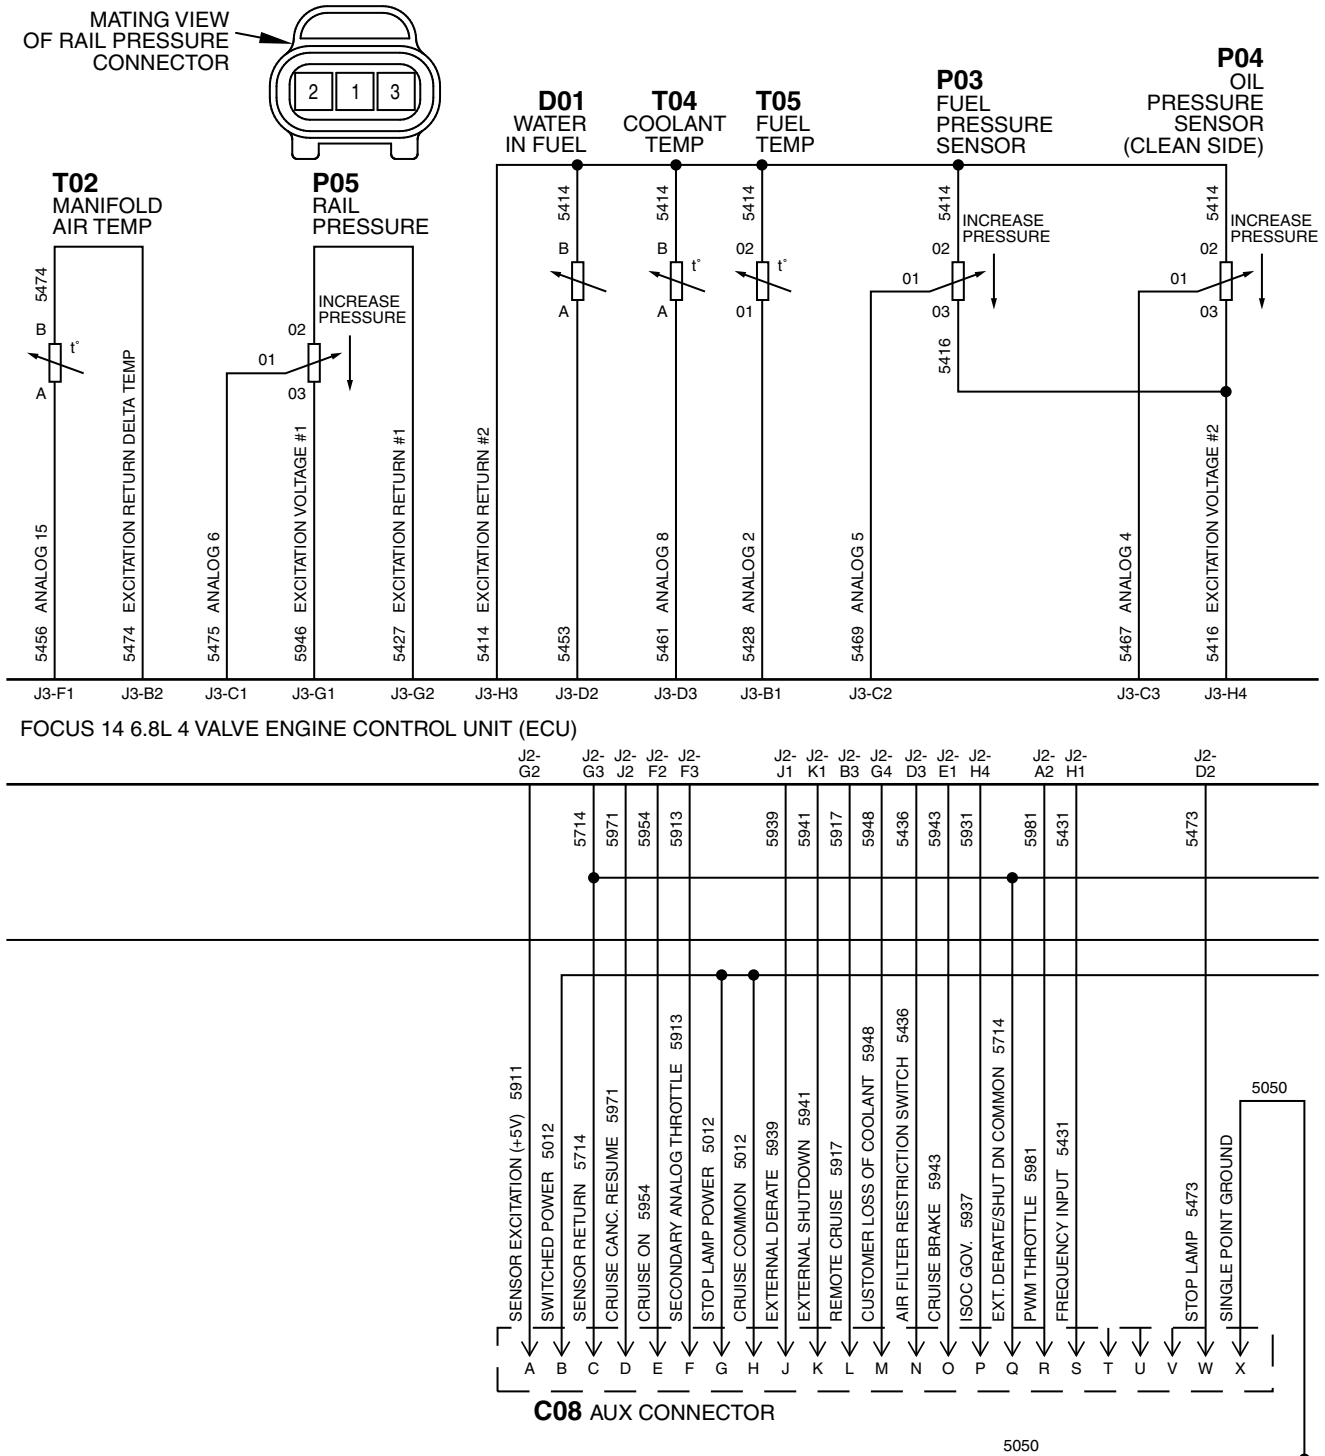 MATING VIEW
OF RAIL PRESSURE
CONNECTOR
2 1 3
D01
WATER
IN FUEL
T04
COOLANT
TEMP
T05
FUEL
TEMP
P03
FUEL
PRESSURE
SENSOR
P04
OIL
PRESSURE
SENSOR
(CLEAN SIDE)
T02
MANIFOLD
AIR TEMP
P05
RAIL
PRESSURE
5414
5414
5414
5414
5414
INCREASE
PRESSURE
INCREASE
PRESSURE
B
A
B
t°
A
02
t°
01
02
01
03
02
01
03
5416
5474
B
t°
A
INCREASE
PRESSURE
02
01
03
5456 ANALOG 15
5474 EXCITATION RETURN DELTA TEMP
5475 ANALOG 6
5946 EXCITATION VOLTAGE #1
5427 EXCITATION RETURN #1
5414 EXCITATION RETURN #2
5453
5461 ANALOG 8
5428 ANALOG 2
5469 ANALOG 5
5467 ANALOG 4
5416 EXCITATION VOLTAGE #2
J3-F1 J3-B2 J3-C1 J3-G1 J3-G2 J3-H3 J3-D2 J3-D3 J3-B1 J3-C2 J3-C3 J3-H4
FOCUS 14 6.8L 4 VALVE ENGINE CONTROL UNIT (ECU)
J2- J2- J2- J2- J2- J2- J2- J2- J2- J2- J2- J2- J2- J2- J2-
G2 G3 J2 F2 F3 J1 K1 B3 G4 D3 E1 H4 A2 H1 D2
5714
5971
5954
5913
5939
5941
5917
5948
5436
5943
5931
5981
5431
5473
SENSOR EXCITATION (+5V) 5911
SWITCHED POWER 5012
SENSOR RETURN 5714
CRUISE CANC. RESUME 5971
CRUISE ON 5954
SECONDARY ANALOG THROTTLE 5913
STOP LAMP POWER 5012
CRUISE COMMON 5012
EXTERNAL DERATE 5939
EXTERNAL SHUTDOWN 5941
REMOTE CRUISE 5917
CUSTOMER LOSS OF COOLANT 5948
AIR FILTER RESTRICTION SWITCH 5436
CRUISE BRAKE 5943
ISOC GOV. 5937
EXT. DERATE/SHUT DN COMMON 5714
PWM THROTTLE 5981
FREQUENCY INPUT 5431
STOP LAMP 5473
SINGLE POINT GROUND
5050
A B C D E F G H J K L M N O P Q R S T U V W X
C08 AUX CONNECTOR
5050